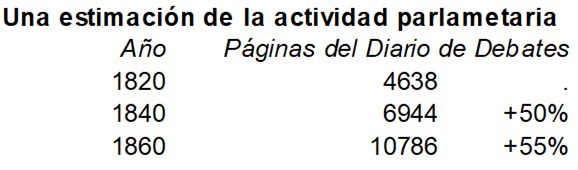 Una estimación de la actividad parlametaria
Año Páginas del Diario de Debates
1820 4638 .
1840 6944 +50%
1860 10786 +55%